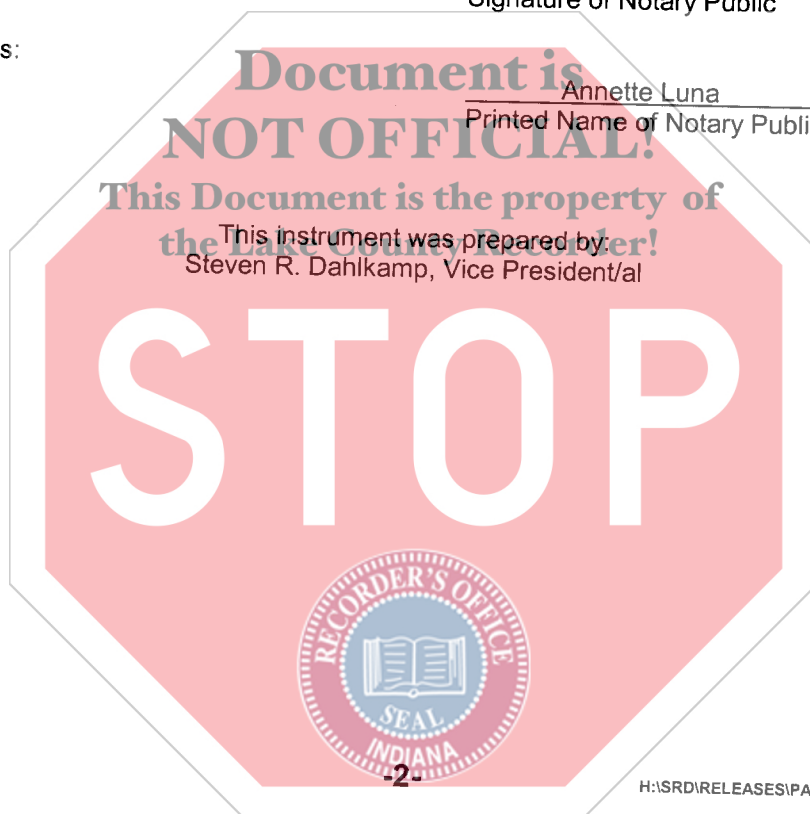 Signature of Notary Public
s:
Document is
Annette Luna
NOT OFFICIAL!
Printed Name of Notary Publi
This Document is the property of
the Lake County Recorder!
This instrument was prepared by:
Steven R. Dahlkamp, Vice President/al
STOP
RECORDER'S OFFICE
SEAL
INDIANA
-2-
H:\SRD\RELEASES\PA